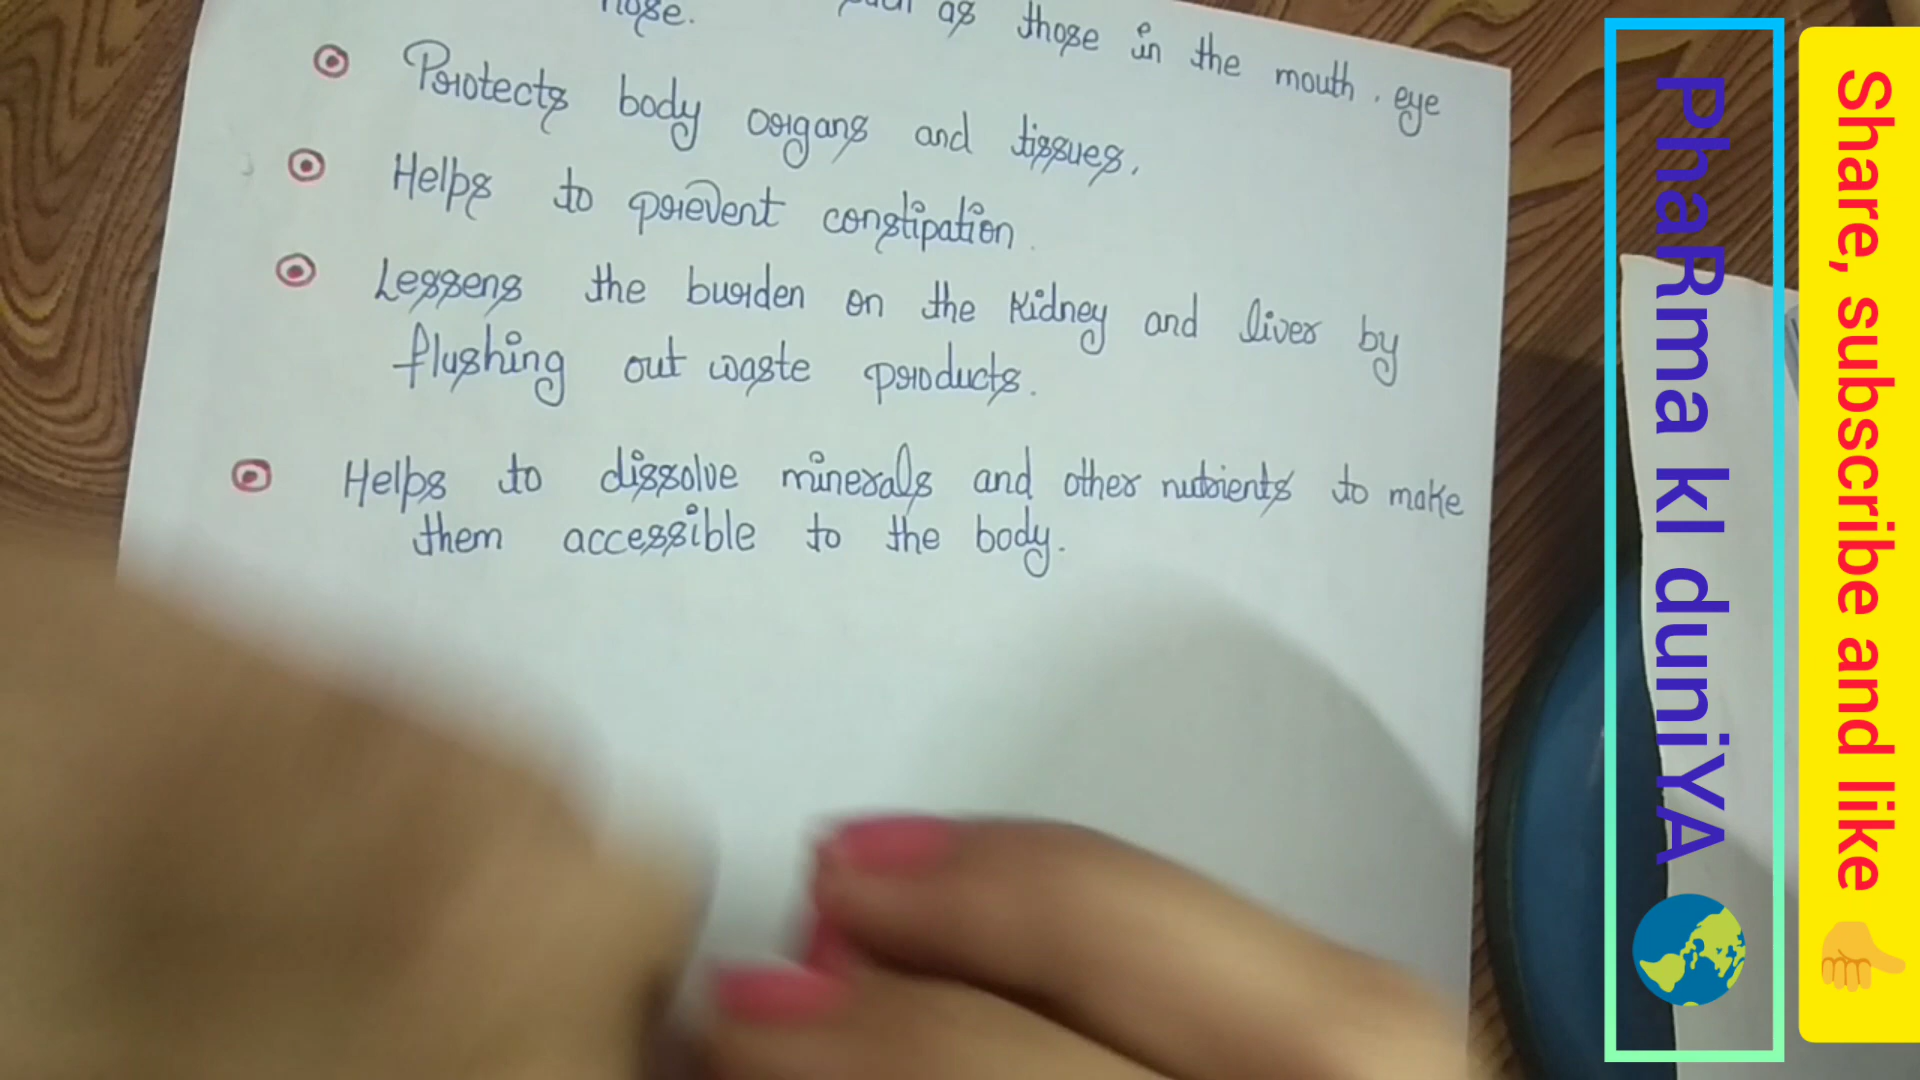 nose. such as those in the mouth, eye
Protects body organs and tissues.
Helps to prevent constipation.
Lessens the burden on the kidney and liver by
flushing out waste products.
Helps to dissolve minerals and other nutrients to make
them accessible to the body.
PhaRma kI duniYA
Share, subscribe and like